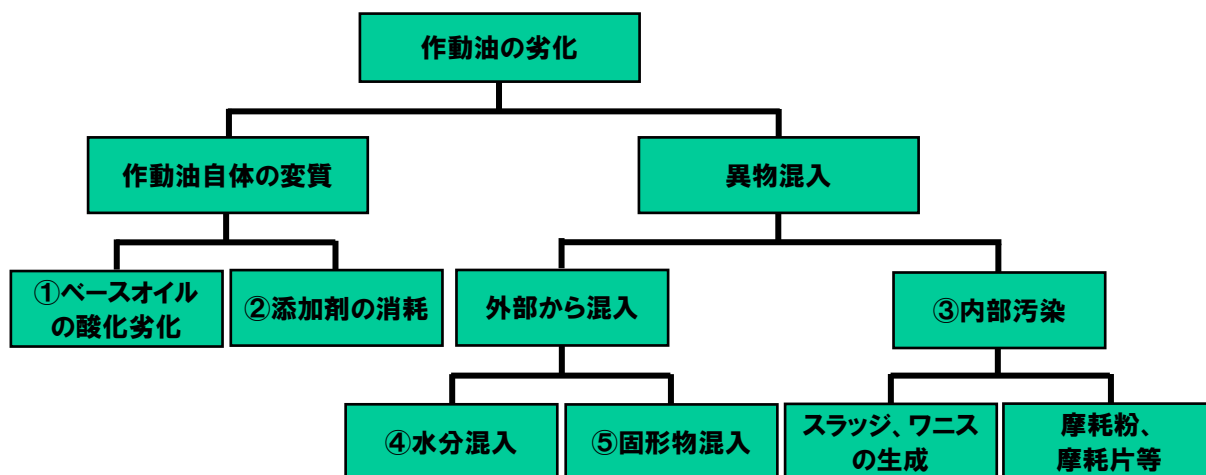 作動油の劣化
作動油自体の変質
異物混入
①ベースオイル
の酸化劣化
②添加剤の消耗
外部から混入
③内部汚染
④水分混入
⑤固形物混入
スラッジ、ワニス
の生成
摩耗粉、
摩耗片等